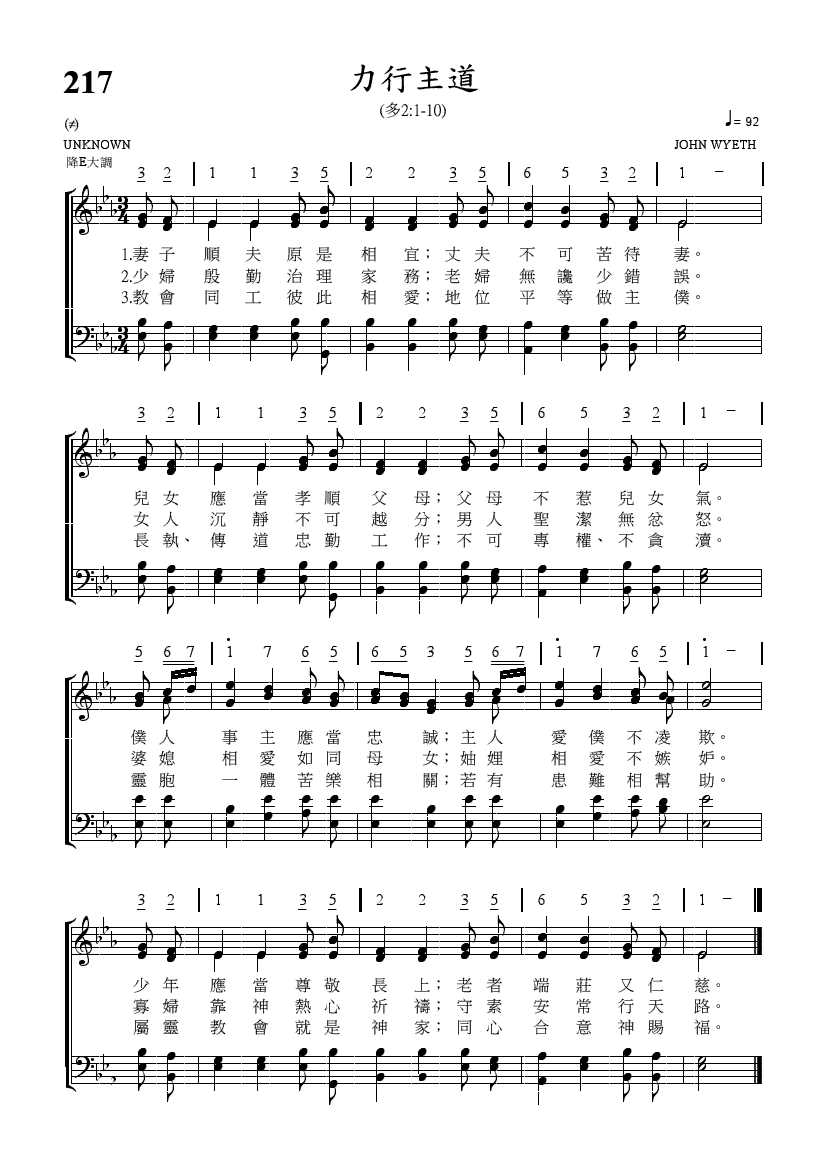 217
力行主道
(多2:1-10)
(≠)
♩= 92
UNKNOWN
JOHN WYETH
降E大調
3 2 | 1 1 3 5 | 2 2 3 5 | 6 5 3 2 | 1 – |
3
4
1.妻子順夫原是相宜；丈夫不可苦待妻。
2.少婦殷勤治理家務；老婦無讒少錯誤。
3.教會同工彼此相愛；地位平等做主僕。
3
4
3 2 | 1 1 3 5 | 2 2 3 5 | 6 5 3 2 | 1 – |
兒女應當孝順父母；父母不惹兒女氣。
女人沉靜不可越分；男人聖潔無忿怒。
長執、傳道忠勤工作；不可專權、不貪瀆。
5 6 7 | 1 7 6 5 | 6 5 3 5 6 7 | 1 7 6 5 | 1 – |
僕人事主應當忠誠；主人愛僕不凌欺。
婆媳相愛如同母女；妯娌相愛不嫉妒。
靈胞一體苦樂相關；若有患難相幫助。
3 2 | 1 1 3 5 | 2 2 3 5 | 6 5 3 2 | 1 –
少年應當尊敬長上；老者端莊又仁慈。
寡婦靠神熱心祈禱；守素安常行天路。
屬靈教會就是神家；同心合意神賜福。